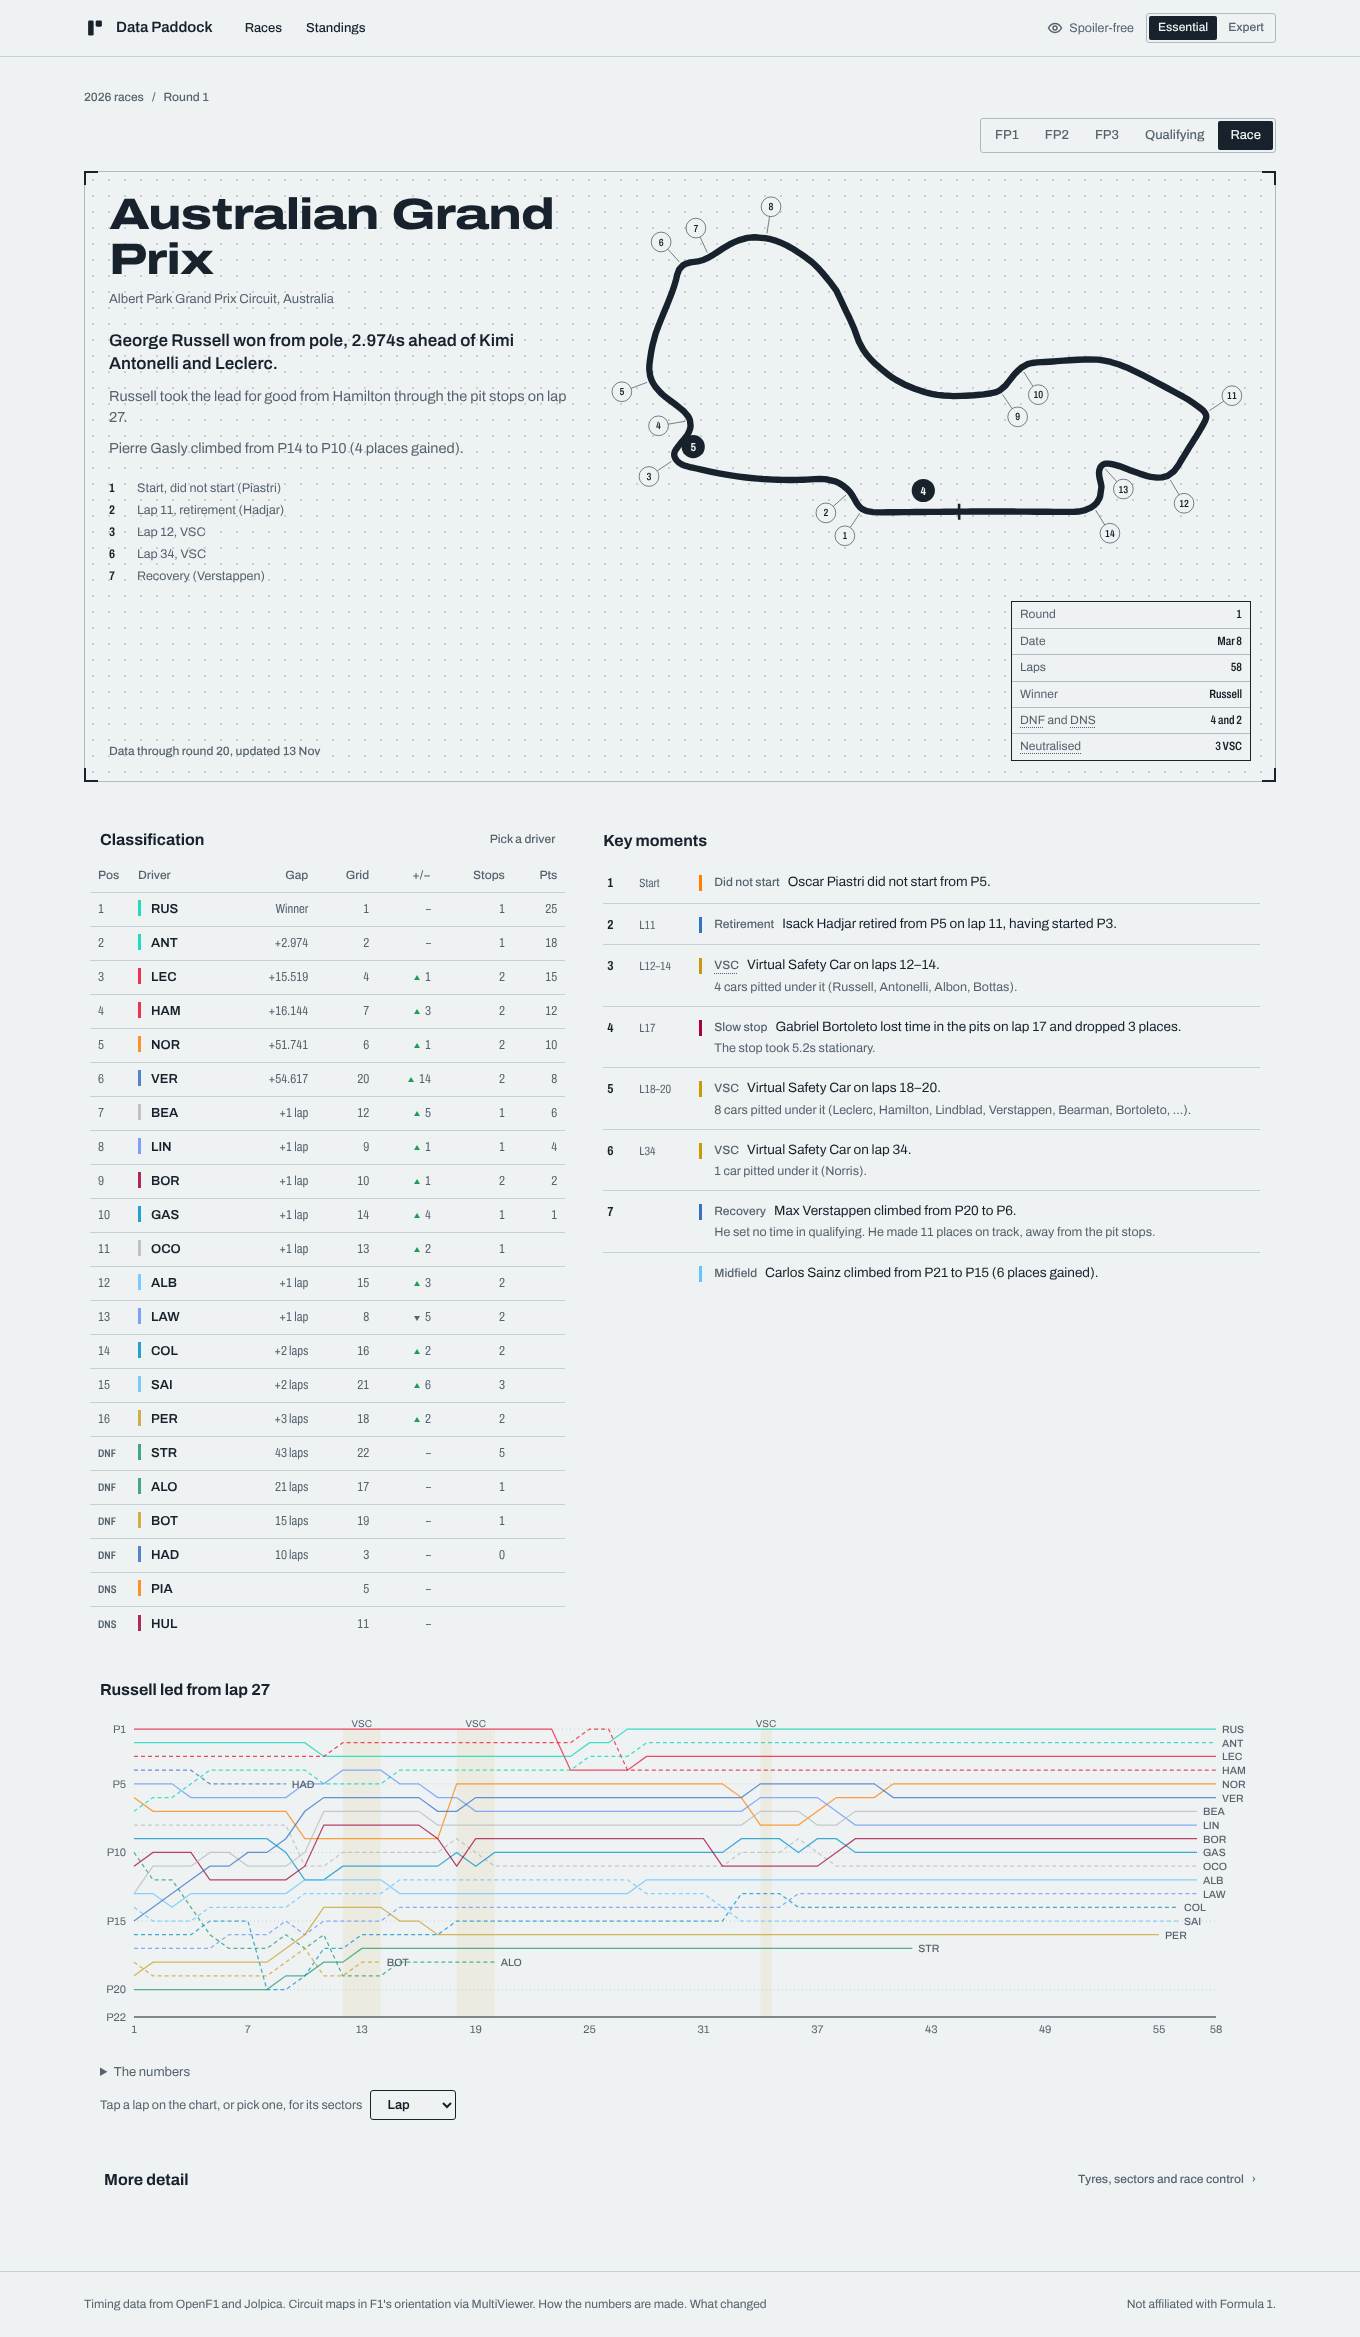 Data Paddock Races Standings Spoiler-free Essential Expert
2026 races / Round 1
FP1 FP2 FP3 Qualifying Race
Australian Grand
Prix
Albert Park Grand Prix Circuit, Australia
George Russell won from pole, 2.974s ahead of Kimi
Antonelli and Leclerc.
Russell took the lead for good from Hamilton through the pit stops on lap
27.
Pierre Gasly climbed from P14 to P10 (4 places gained).
1 Start, did not start (Piastri)
2 Lap 11, retirement (Hadjar)
3 Lap 12, VSC
6 Lap 34, VSC
7 Recovery (Verstappen)
8
7
6
5
10
11
9
4
5
3
13
4
12
2
14
1
Round 1
Date Mar 8
Laps 58
Winner Russell
DNF and DNS 4 and 2
Neutralised 3 VSC
Data through round 20, updated 13 Nov
Classification Pick a driver
Pos Driver Gap Grid +/− Stops Pts
1 RUS Winner 1 – 1 25
2 ANT +2.974 2 – 1 18
3 LEC +15.519 4 ▲ 1 2 15
4 HAM +16.144 7 ▲ 3 2 12
5 NOR +51.741 6 ▲ 1 2 10
6 VER +54.617 20 ▲ 14 2 8
7 BEA +1 lap 12 ▲ 5 1 6
8 LIN +1 lap 9 ▲ 1 1 4
9 BOR +1 lap 10 ▲ 1 2 2
10 GAS +1 lap 14 ▲ 4 1 1
11 OCO +1 lap 13 ▲ 2 1
12 ALB +1 lap 15 ▲ 3 2
13 LAW +1 lap 8 ▼ 5 2
14 COL +2 laps 16 ▲ 2 2
15 SAI +2 laps 21 ▲ 6 3
16 PER +3 laps 18 ▲ 2 2
DNF STR 43 laps 22 – 5
DNF ALO 21 laps 17 – 1
DNF BOT 15 laps 19 – 1
DNF HAD 10 laps 3 – 0
DNS PIA 5 –
DNS HUL 11 –
Key moments
1 Start Did not start Oscar Piastri did not start from P5.
2 L11 Retirement Isack Hadjar retired from P5 on lap 11, having started P3.
3 L12–14 VSC Virtual Safety Car on laps 12–14.
4 cars pitted under it (Russell, Antonelli, Albon, Bottas).
4 L17 Slow stop Gabriel Bortoleto lost time in the pits on lap 17 and dropped 3 places.
The stop took 5.2s stationary.
5 L18–20 VSC Virtual Safety Car on laps 18–20.
8 cars pitted under it (Leclerc, Hamilton, Lindblad, Verstappen, Bearman, Bortoleto, ...).
6 L34 VSC Virtual Safety Car on lap 34.
1 car pitted under it (Norris).
7 Recovery Max Verstappen climbed from P20 to P6.
He set no time in qualifying. He made 11 places on track, away from the pit stops.
Midfield Carlos Sainz climbed from P21 to P15 (6 places gained).
Russell led from lap 27
VSC VSC VSC
P1 RUS
ANT
LEC
HAM
P5 HAD NOR
VER
BEA
LIN
BOR
P10 GAS
OCO
ALB
LAW
COL
P15 SAI
PER
STR
BOT ALO
P20
P22
1 7 13 19 25 31 37 43 49 55 58
▶ The numbers
Tap a lap on the chart, or pick one, for its sectors Lap
More detail Tyres, sectors and race control ›
Timing data from OpenF1 and Jolpica. Circuit maps in F1's orientation via MultiViewer. How the numbers are made. What changed Not affiliated with Formula 1.